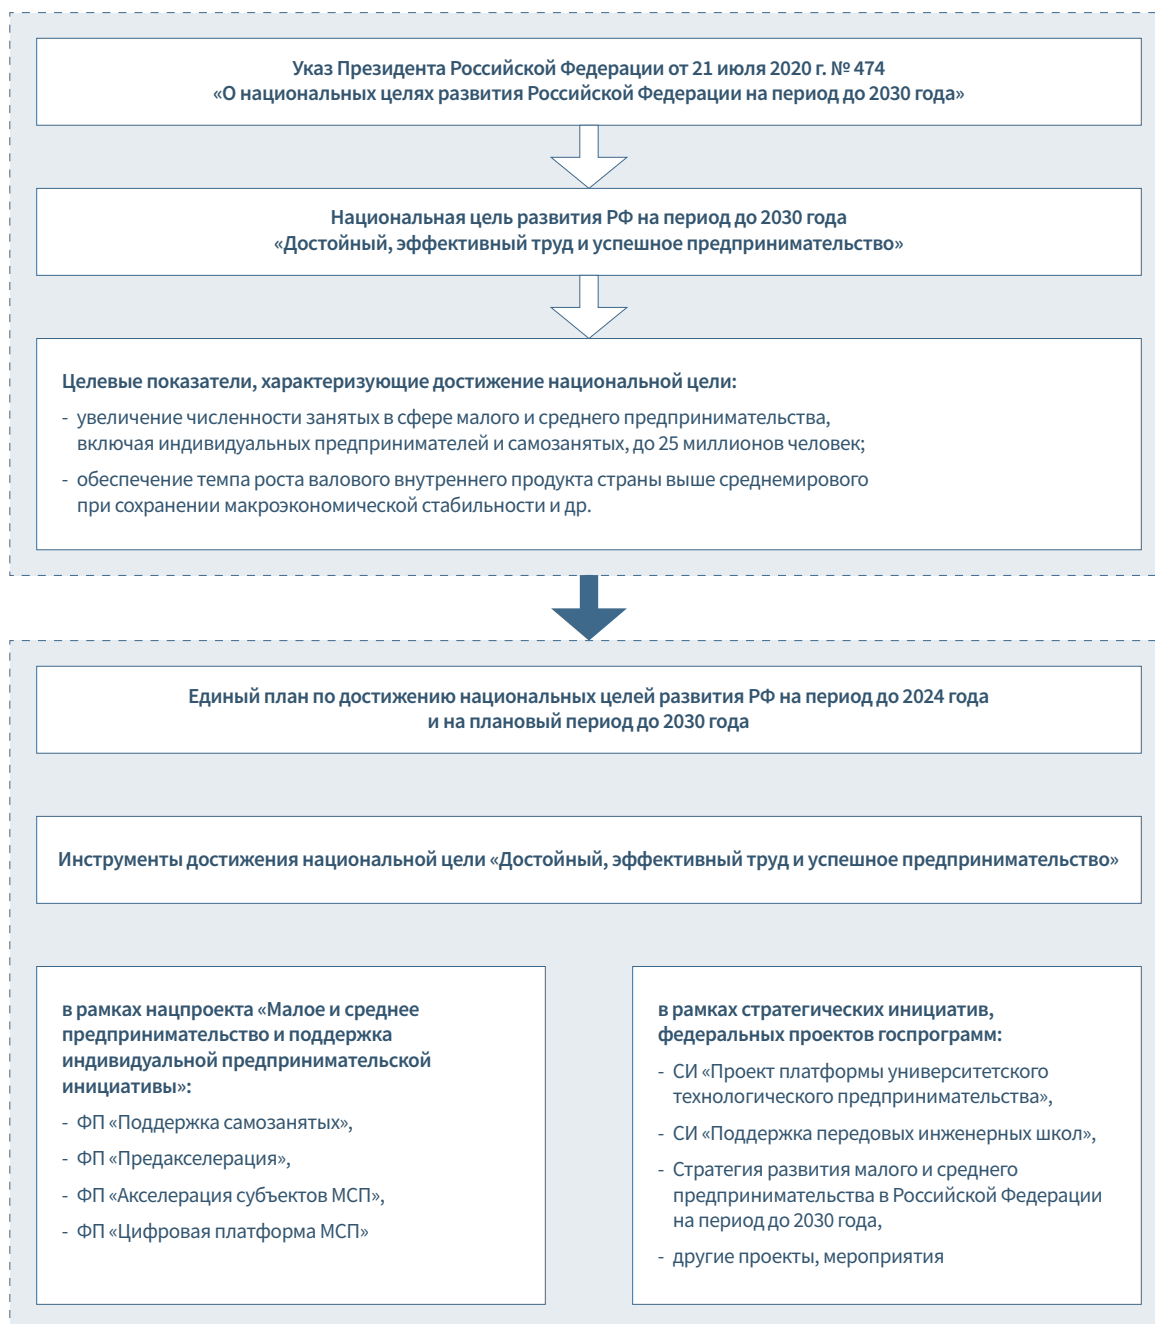 Указ Президента Российской Федерации от 21 июля 2020 г. № 474
«О национальных целях развития Российской Федерации на период до 2030 года»
Национальная цель развития РФ на период до 2030 года
«Достойный, эффективный труд и успешное предпринимательство»
Целевые показатели, характеризующие достижение национальной цели:
- увеличение численности занятых в сфере малого и среднего предпринимательства,
включая индивидуальных предпринимателей и самозанятых, до 25 миллионов человек;
- обеспечение темпа роста валового внутреннего продукта страны выше среднемирового
при сохранении макроэкономической стабильности и др.
Единый план по достижению национальных целей развития РФ на период до 2024 года
и на плановый период до 2030 года
Инструменты достижения национальной цели «Достойный, эффективный труд и успешное предпринимательство»
в рамках нацпроекта «Малое и среднее
предпринимательство и поддержка
индивидуальной предпринимательской
инициативы»:
- ФП «Поддержка самозанятых»,
- ФП «Предакселерация»,
- ФП «Акселерация субъектов МСП»,
- ФП «Цифровая платформа МСП»
в рамках стратегических инициатив,
федеральных проектов госпрограмм:
- СИ «Проект платформы университетского
технологического предпринимательства»,
- СИ «Поддержка передовых инженерных школ»,
- Стратегия развития малого и среднего
предпринимательства в Российской Федерации
на период до 2030 года,
- другие проекты, мероприятия